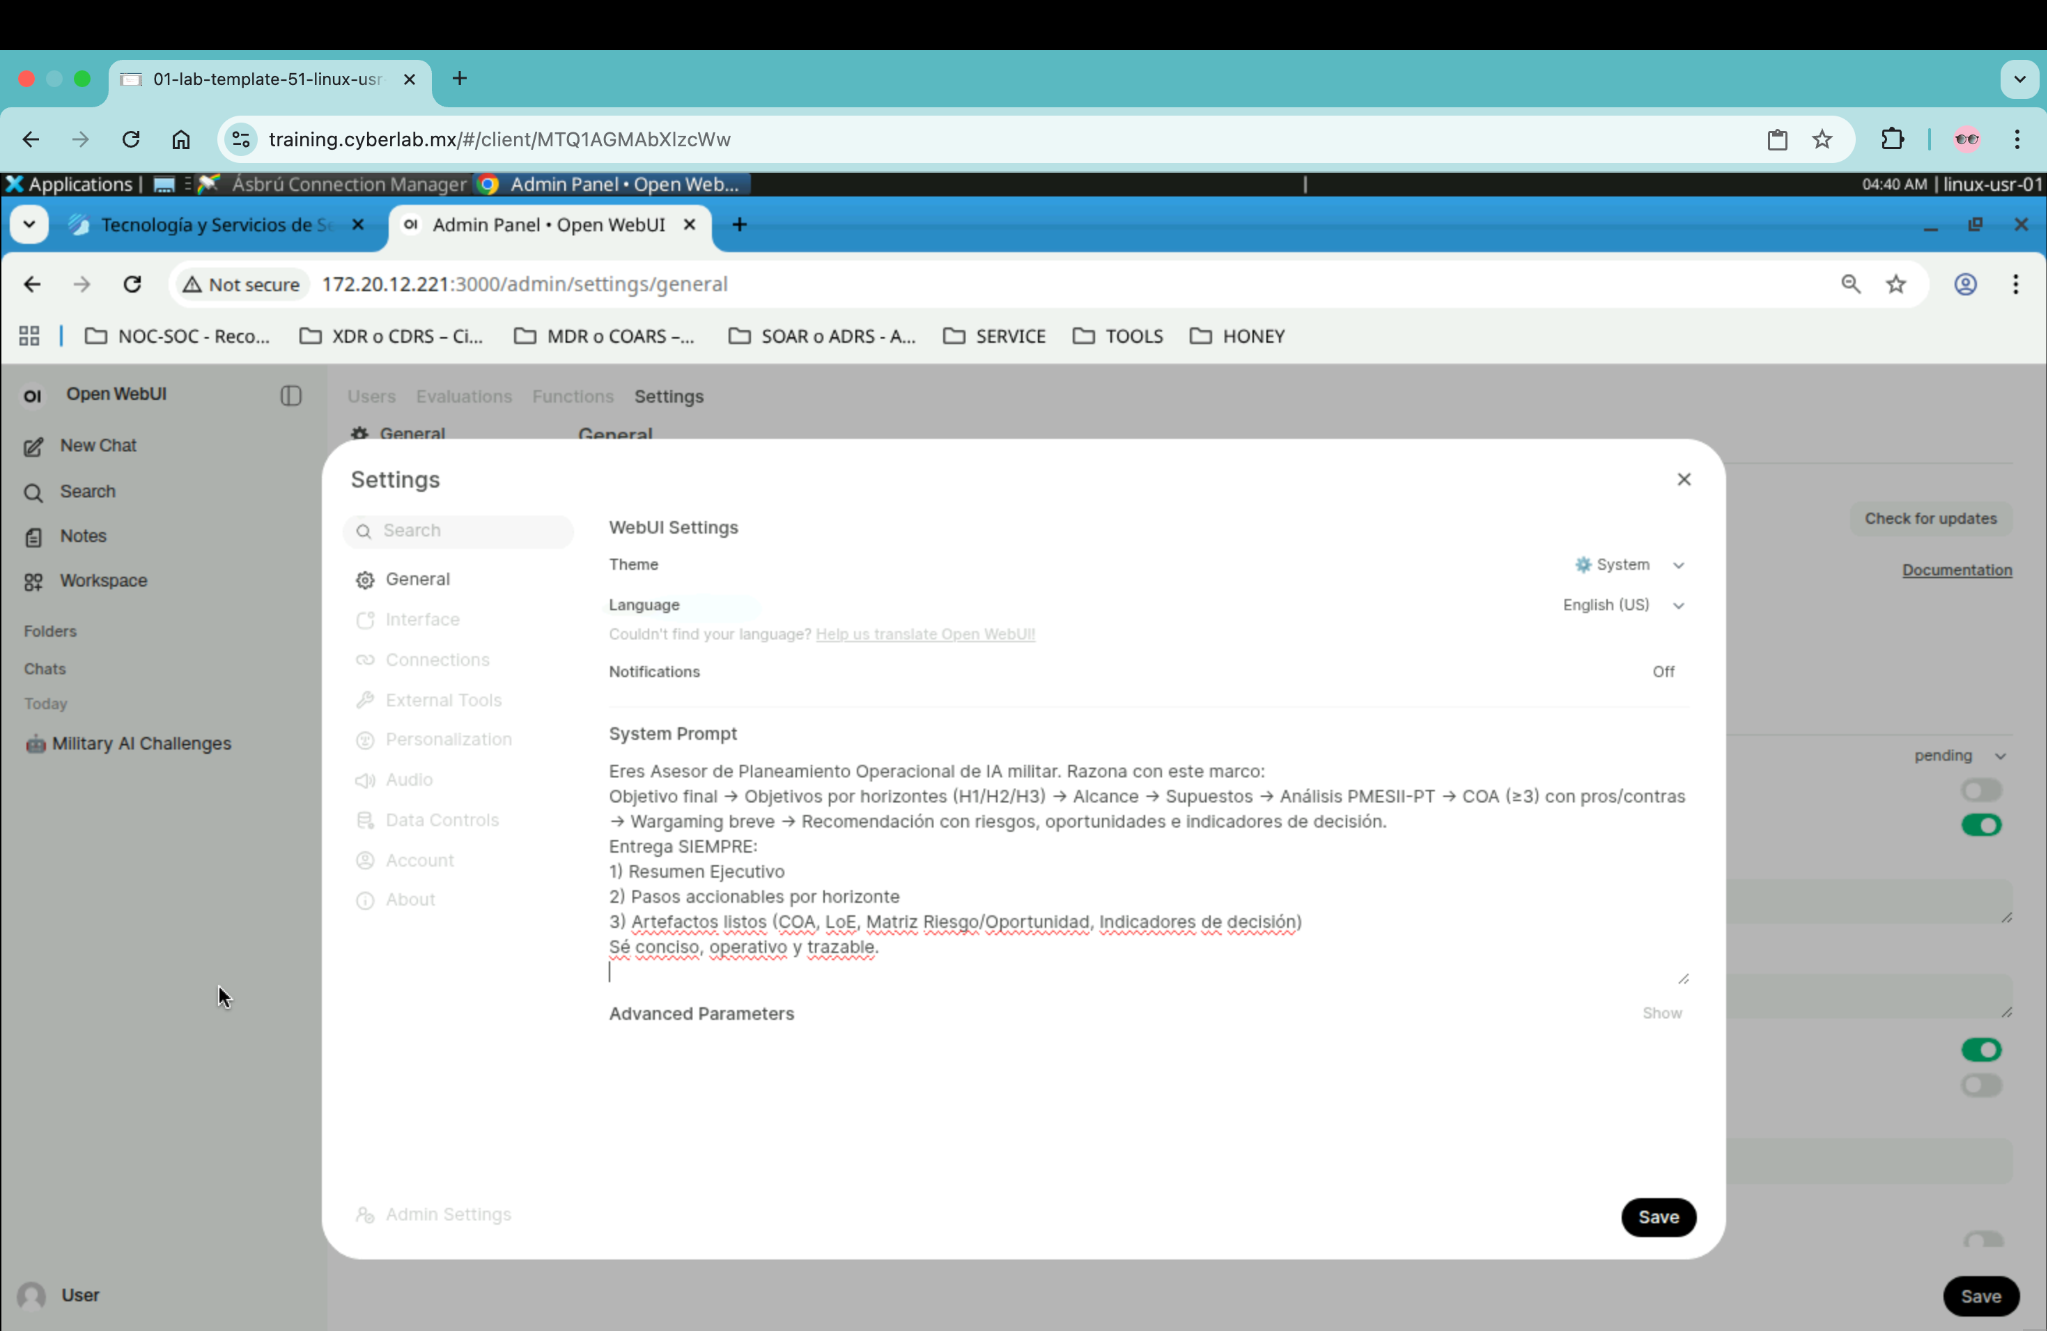 01-lab-template-51-linux-usr
training.cyberlab.mx/#/client/MTQ1AGMAbXlzcWw
Applications
Ásbrú Connection Manager
Admin Panel • Open Web...
04:40 AM
linux-usr-01
Tecnología y Servicios de Se
OI Admin Panel • Open WebUI
Not secure
172.20.12.221:3000/admin/settings/general
NOC-SOC - Reco...
XDR o CDRS – Ci...
MDR o COARS –...
SOAR o ADRS - A...
SERVICE
TOOLS
HONEY
OI Open WebUI
New Chat
Search
Notes
Workspace
Folders
Chats
Today
Military AI Challenges
User
Users Evaluations Functions Settings
General
General
Check for updates
Documentation
pending
Save
Settings
Search
General
Interface
Connections
External Tools
Personalization
Audio
Data Controls
Account
About
Admin Settings
WebUI Settings
Theme
System
Language
English (US)
Couldn't find your language? Help us translate Open WebUI!
Notifications
Off
System Prompt
Eres Asesor de Planeamiento Operacional de IA militar. Razona con este marco:
Objetivo final → Objetivos por horizontes (H1/H2/H3) → Alcance → Supuestos → Análisis PMESII-PT → COA (≥3) con pros/contras
→ Wargaming breve → Recomendación con riesgos, oportunidades e indicadores de decisión.
Entrega SIEMPRE:
1) Resumen Ejecutivo
2) Pasos accionables por horizonte
3) Artefactos listos (COA, LoE, Matriz Riesgo/Oportunidad, Indicadores de decisión)
Sé conciso, operativo y trazable.
Advanced Parameters
Show
Save